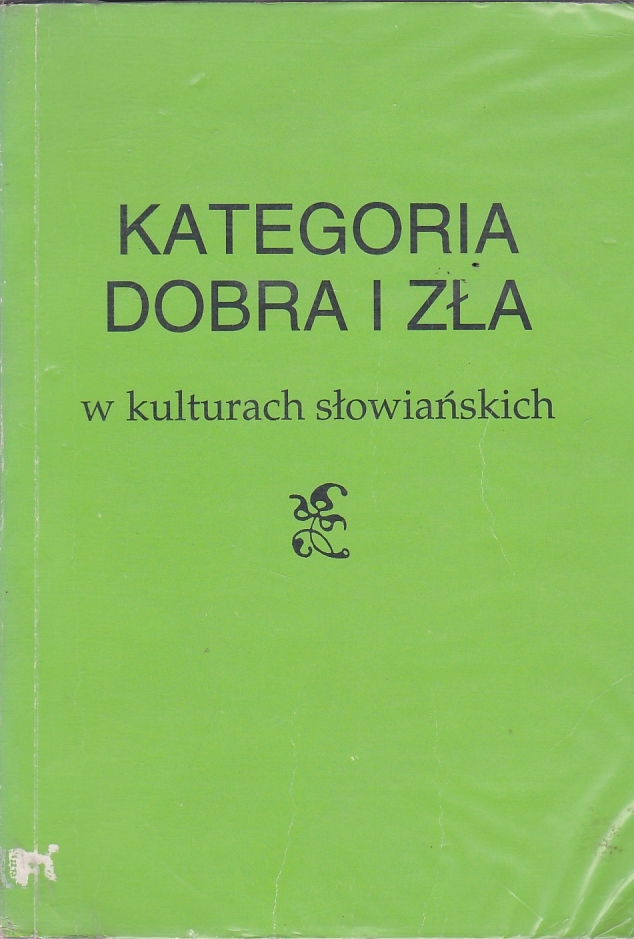 KATEGORIA
DOBRA I ZŁA
w kulturach słowiańskich